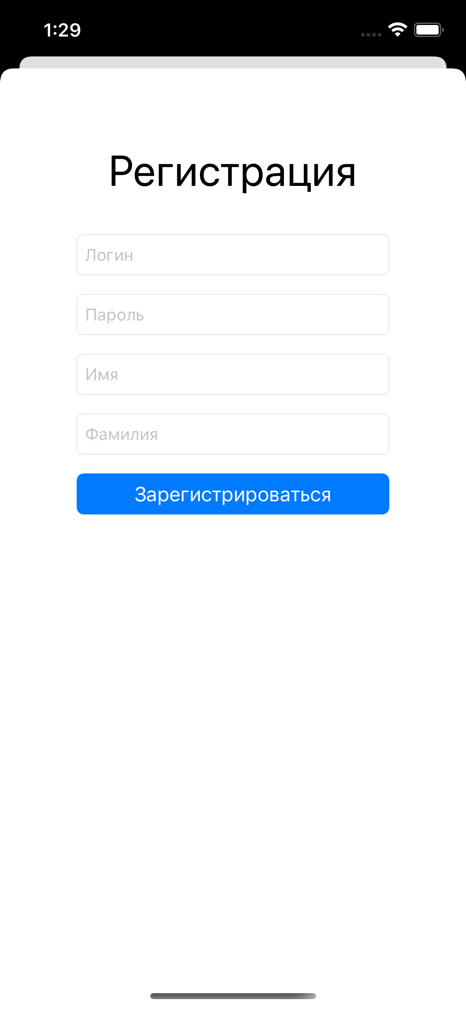 1:29
Регистрация
Логин
Пароль
Имя
Фамилия
Зарегистрироваться